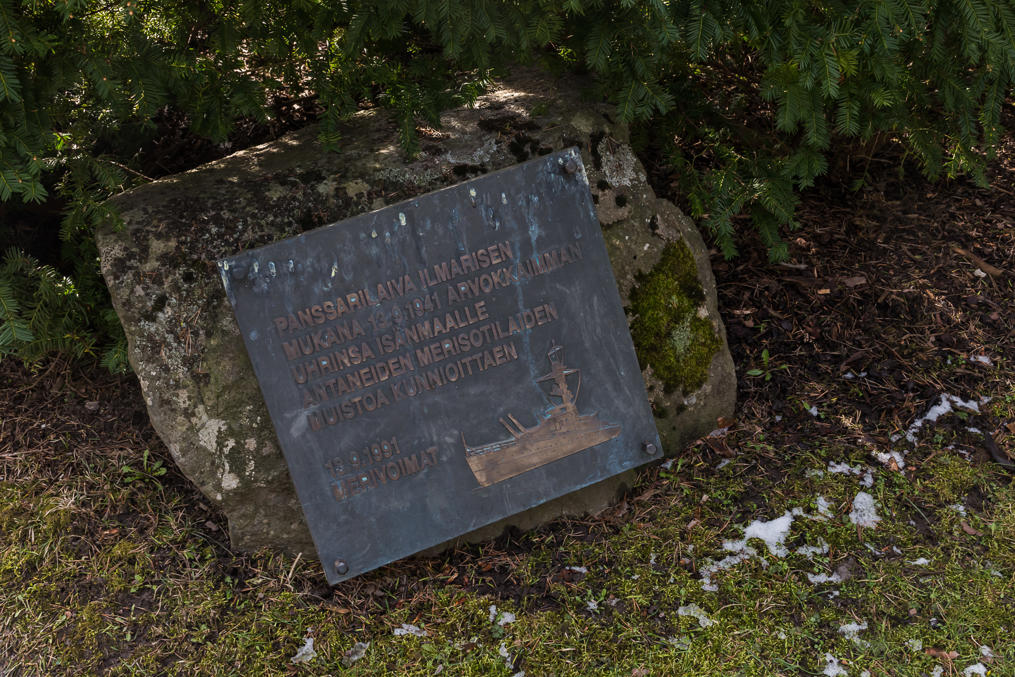 PANSSARILAIVA ILMARISEN
MUKANA 13.9.1941 ARVOKKAIMMAN
UHRINSA ISÄNMAALLE
ANTANEIDEN MERISOTILAIDEN
MUISTOA KUNNIOITTAEN
13.9.1991
MERIVOIMAT